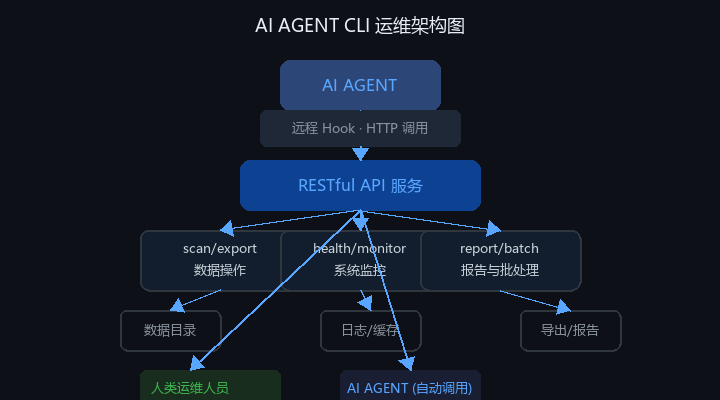 AI AGENT CLI 运维架构图
AI AGENT
远程 Hook · HTTP 调用
RESTful API 服务
scan/export
数据操作
health/monitor
系统监控
report/batch
报告与批处理
数据目录
日志/缓存
导出/报告
人类运维人员
AI AGENT (自动调用)